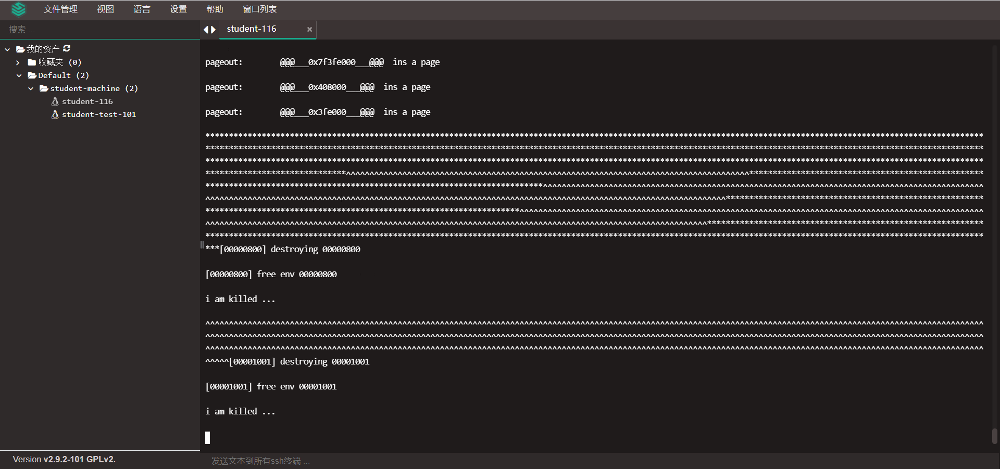 文件管理 视图 语言 设置 帮助 窗口列表
搜索 ...
student-116 ×
我的资产
收藏夹 (0)
Default (2)
student-machine (2)
student-116
student-test-101
pageout: @@@___0x7f3fe000___@@@ ins a page
pageout: @@@___0x408000___@@@ ins a page
pageout: @@@___0x3fe000___@@@ ins a page
***[00000800] destroying 00000800
[00000800] free env 00000800
i am killed ...
^^^^^[00001001] destroying 00001001
[00001001] free env 00001001
i am killed ...
Version v2.9.2-101 GPLv2.
发送文本到所有ssh终端 ...